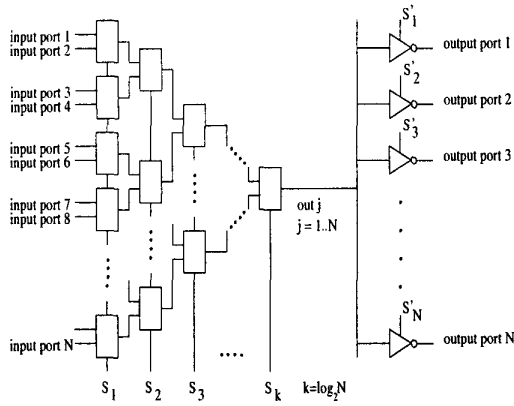 input port 1
input port 2
input port 3
input port 4
input port 5
input port 6
input port 7
input port 8
input port N
S1
S2
S3
Sk
k=log2N
out j
j = 1..N
S'1
output port 1
S'2
output port 2
S'3
output port 3
S'N
output port N